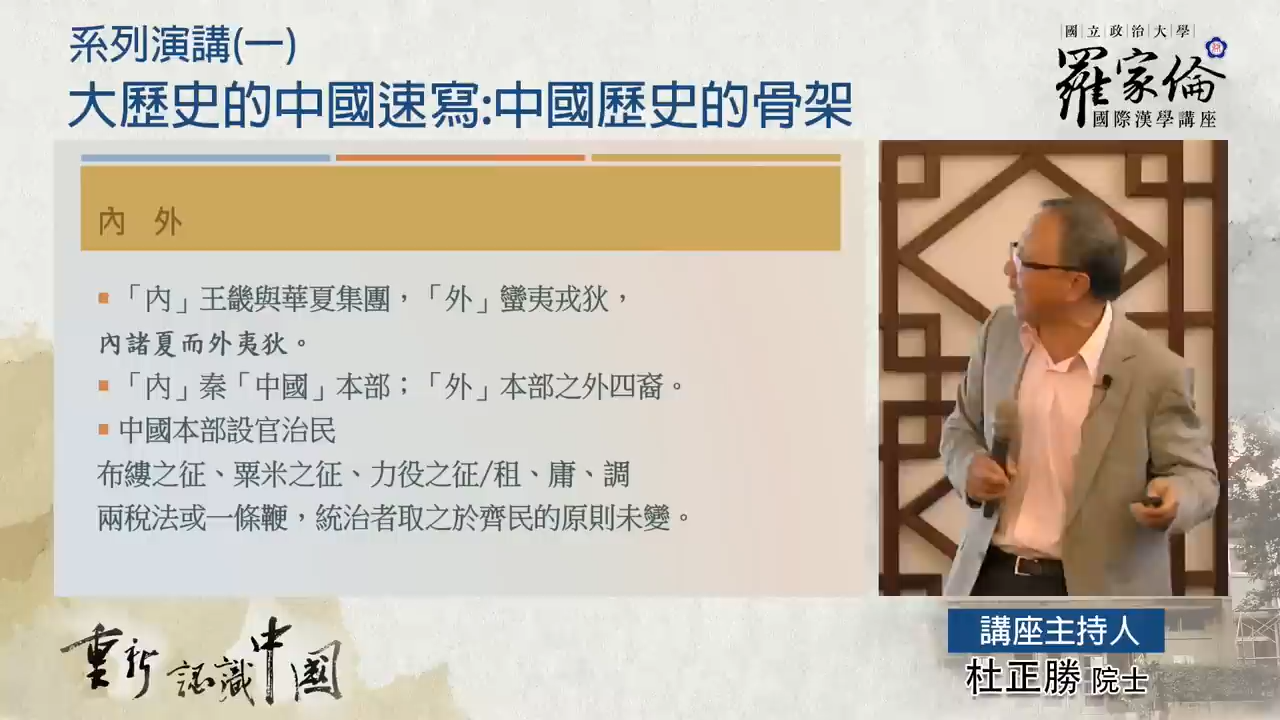 系列演講(一)
大歷史的中國速寫:中國歷史的骨架
國立政治大學
羅家倫
國際漢學講座
內 外
「內」王畿與華夏集團，「外」蠻夷戎狄，
內諸夏而外夷狄。
「內」秦「中國」本部；「外」本部之外四裔。
中國本部設官治民
布縷之征、粟米之征、力役之征/租、庸、調
兩稅法或一條鞭，統治者取之於齊民的原則未變。
重新認識中國
講座主持人
杜正勝 院士